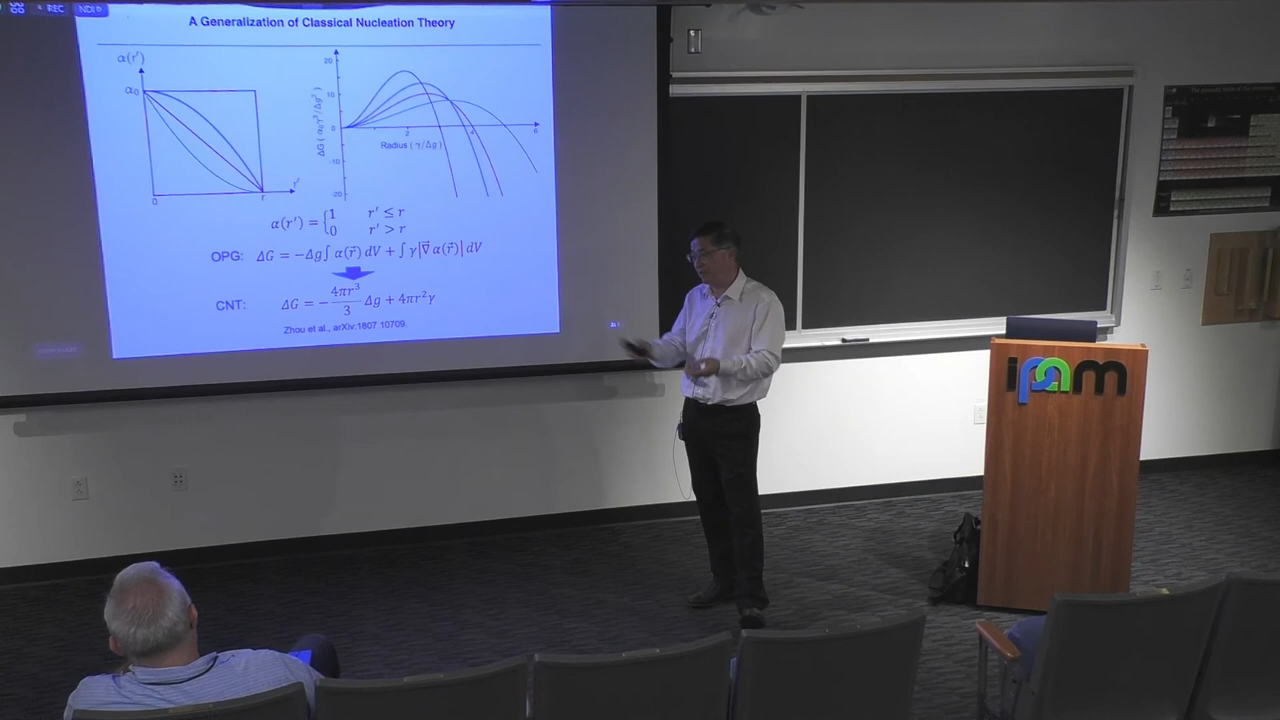 REC NDI
A Generalization of Classical Nucleation Theory
α(r')
α₀
0
r
r'
ΔG ( α₀γ³/Δg² )
20
10
0
-10
-20
2
4
6
Radius ( γ/Δg )
α(r') = {1 r' ≤ r
0 r' > r
OPG: ΔG = −Δg∫ α(r⃗) dV + ∫ γ|∇⃗ α(r⃗)| dV
CNT: ΔG = − 4πr³/3 Δg + 4πr²γ
Zhou et al., arXiv:1807.10709.
ipam